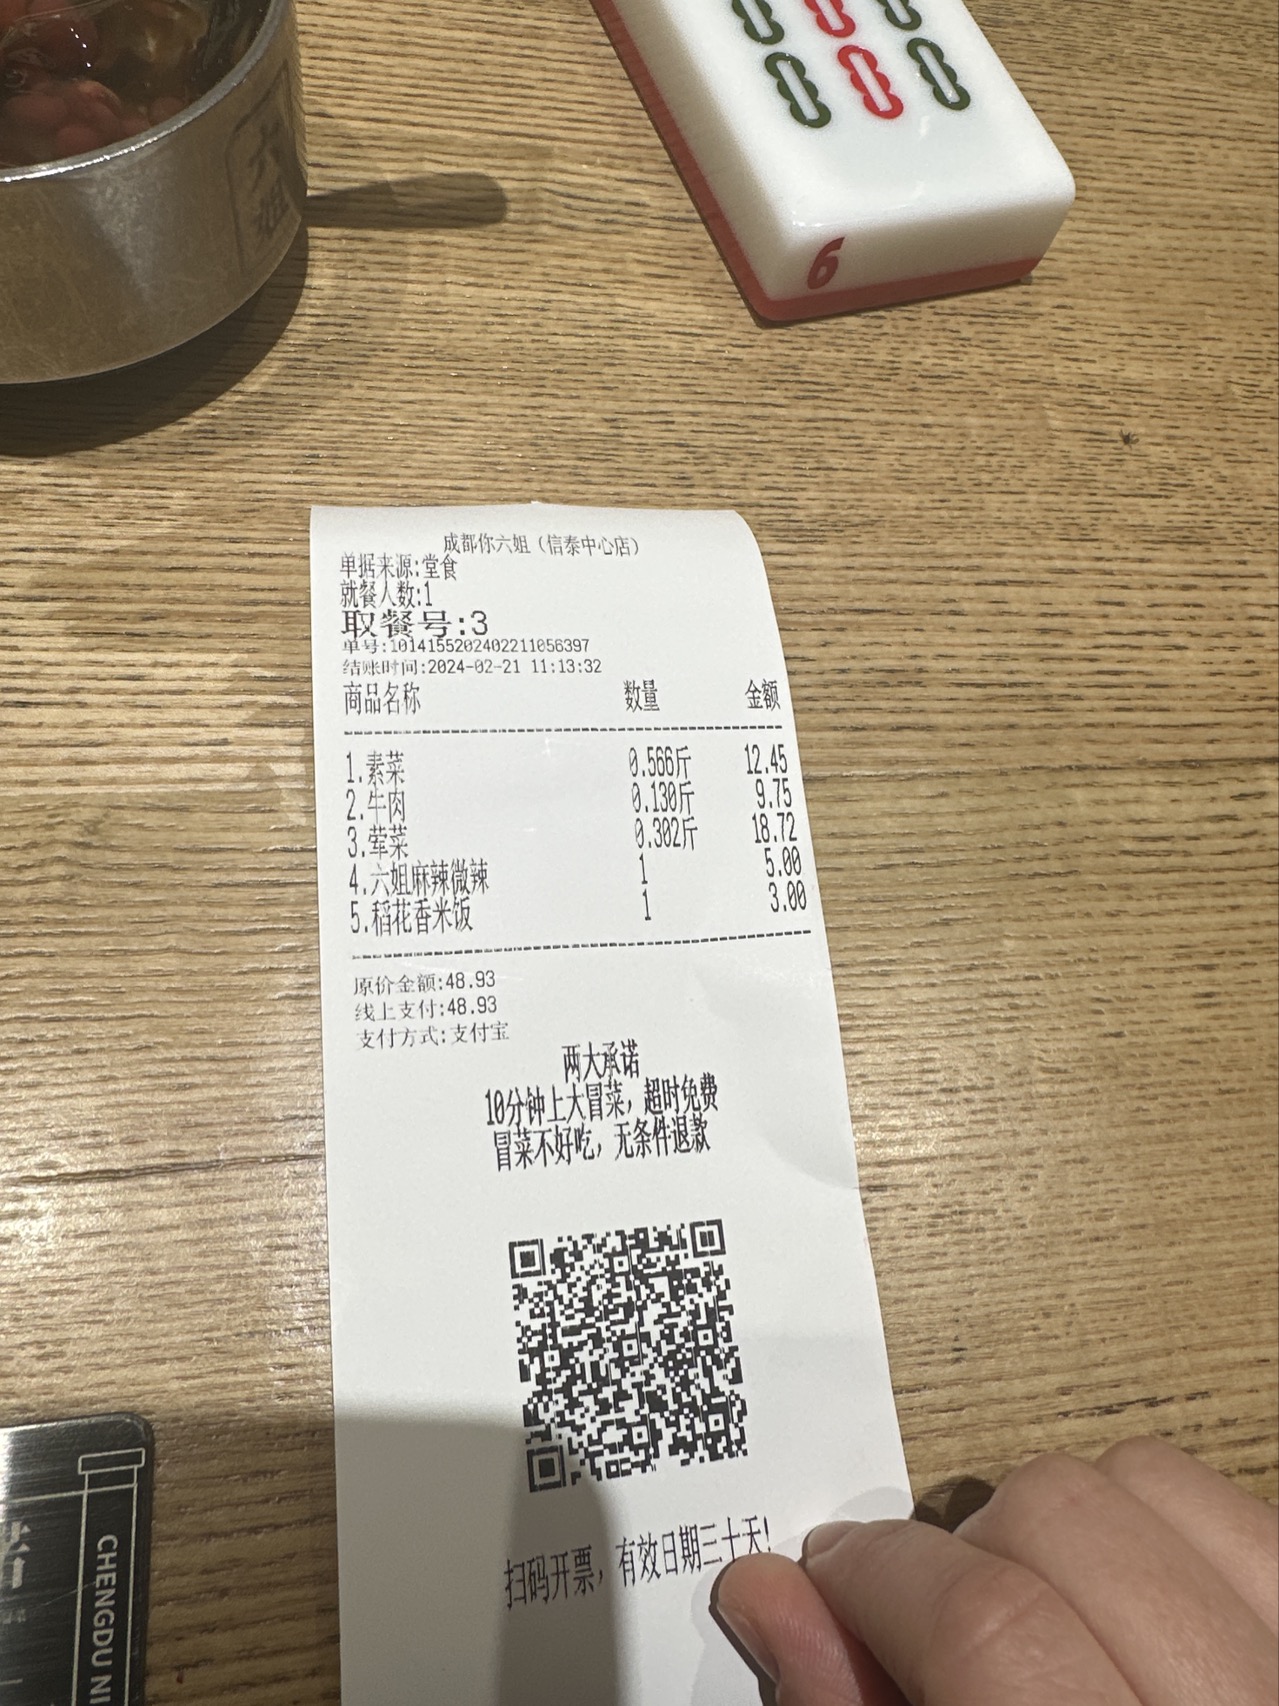 大
姐
6
成都你六姐（信泰中心店）
单据来源:堂食
就餐人数:1
取餐号:3
单号:1014155202402211056397
结账时间:2024-02-21 11:13:32
商品名称 数量 金额
1.素菜 0.566斤 12.45
2.牛肉 0.130斤 9.75
3.荤菜 0.302斤 18.72
4.六姐麻辣微辣 1 5.00
5.稻花香米饭 1 3.00
原价金额:48.93
线上支付:48.93
支付方式:支付宝
两大承诺
10分钟上大冒菜，超时免费
冒菜不好吃，无条件退款
扫码开票，有效日期三十天!
CHENGDU NI